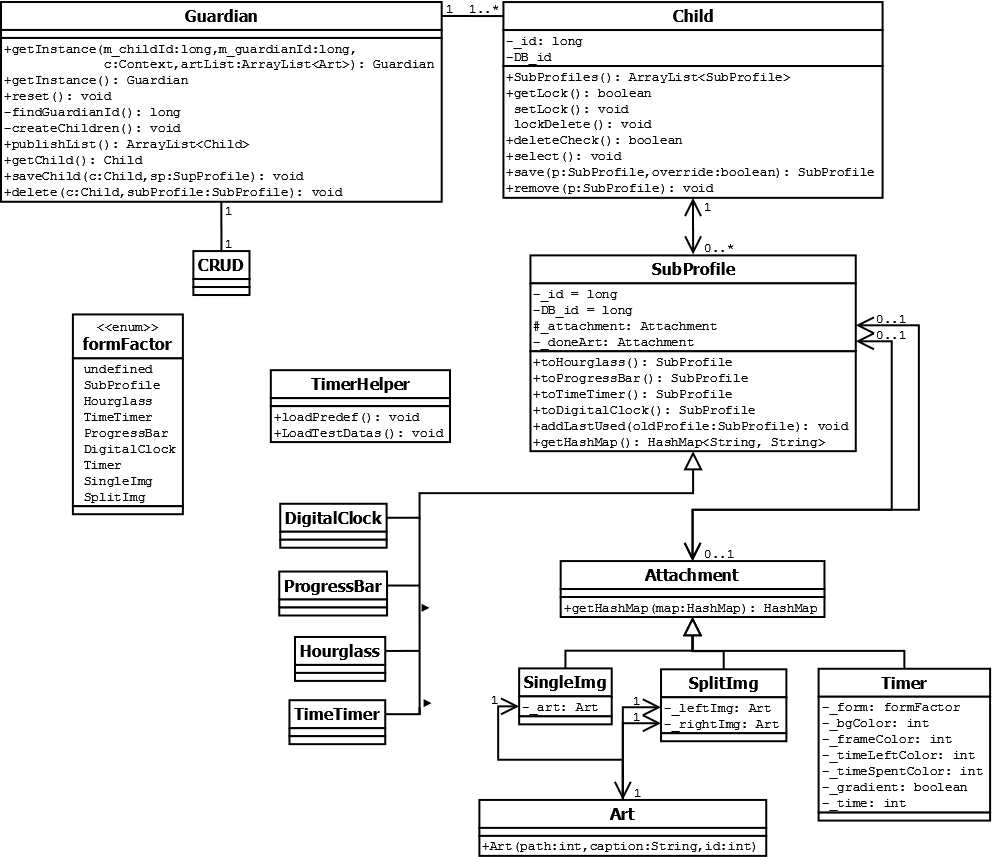 Guardian
+getInstance(m_childId:long,m_guardianId:long,
c:Context,artList:ArrayList<Art>): Guardian
+getInstance(): Guardian
+reset(): void
-findGuardianId(): long
-createChildren(): void
+publishList(): ArrayList<Child>
+getChild(): Child
+saveChild(c:Child,sp:SupProfile): void
+delete(c:Child,subProfile:SubProfile): void
1 1..*
Child
-_id: long
-DB_id
+SubProfiles(): ArrayList<SubProfile>
+getLock(): boolean
setLock(): void
lockDelete(): void
+deleteCheck(): boolean
+select(): void
+save(p:SubProfile,override:boolean): SubProfile
+remove(p:SubProfile): void
1
1
CRUD
1
0..*
SubProfile
-_id = long
-DB_id = long
#_attachment: Attachment
-_doneArt: Attachment
+toHourglass(): SubProfile
+toProgressBar(): SubProfile
+toTimeTimer(): SubProfile
+toDigitalClock(): SubProfile
+addLastUsed(oldProfile:SubProfile): void
+getHashMap(): HashMap<String, String>
0..1
0..1
<<enum>>
formFactor
undefined
SubProfile
Hourglass
TimeTimer
ProgressBar
DigitalClock
Timer
SingleImg
SplitImg
TimerHelper
+loadPredef(): void
+LoadTestDatas(): void
DigitalClock
ProgressBar
Hourglass
TimeTimer
0..1
Attachment
+getHashMap(map:HashMap): HashMap
SingleImg
-_art: Art
1
SplitImg
-_leftImg: Art
-_rightImg: Art
1
1
Timer
-_form: formFactor
-_bgColor: int
-_frameColor: int
-_timeLeftColor: int
-_timeSpentColor: int
-_gradient: boolean
-_time: int
1
Art
+Art(path:int,caption:String,id:int)